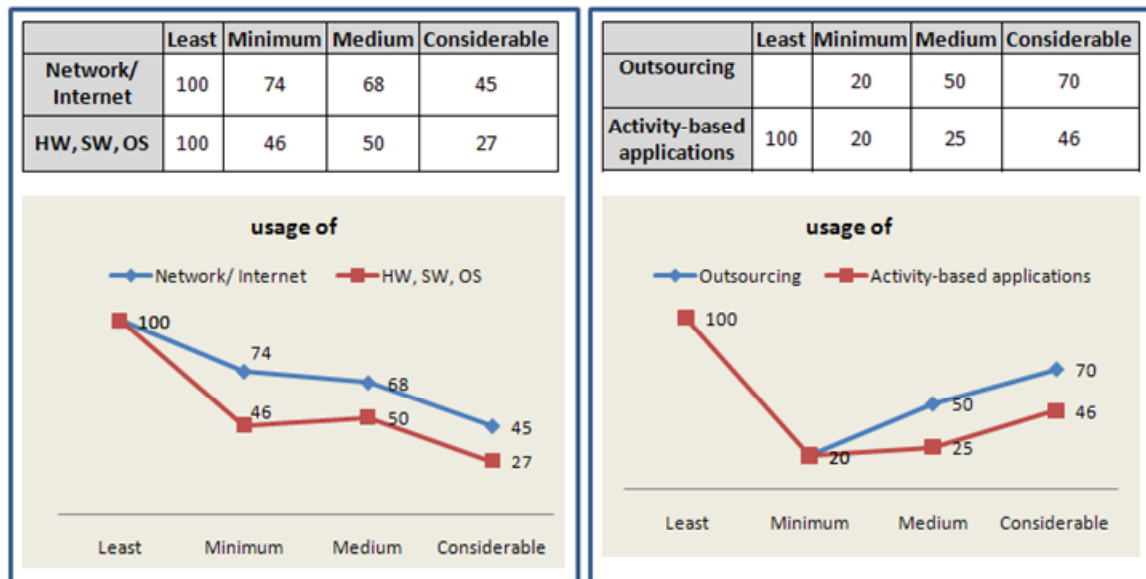 Least Minimum Medium Considerable
Network/
Internet 100 74 68 45
HW, SW, OS 100 46 50 27
usage of
Network/ Internet HW, SW, OS
100
74
68
46
50
45
27
Least Minimum Medium Considerable
Least Minimum Medium Considerable
Outsourcing 20 50 70
Activity-based
applications 100 20 25 46
usage of
Outsourcing Activity-based applications
100
70
50
46
25
20
Least Minimum Medium Considerable